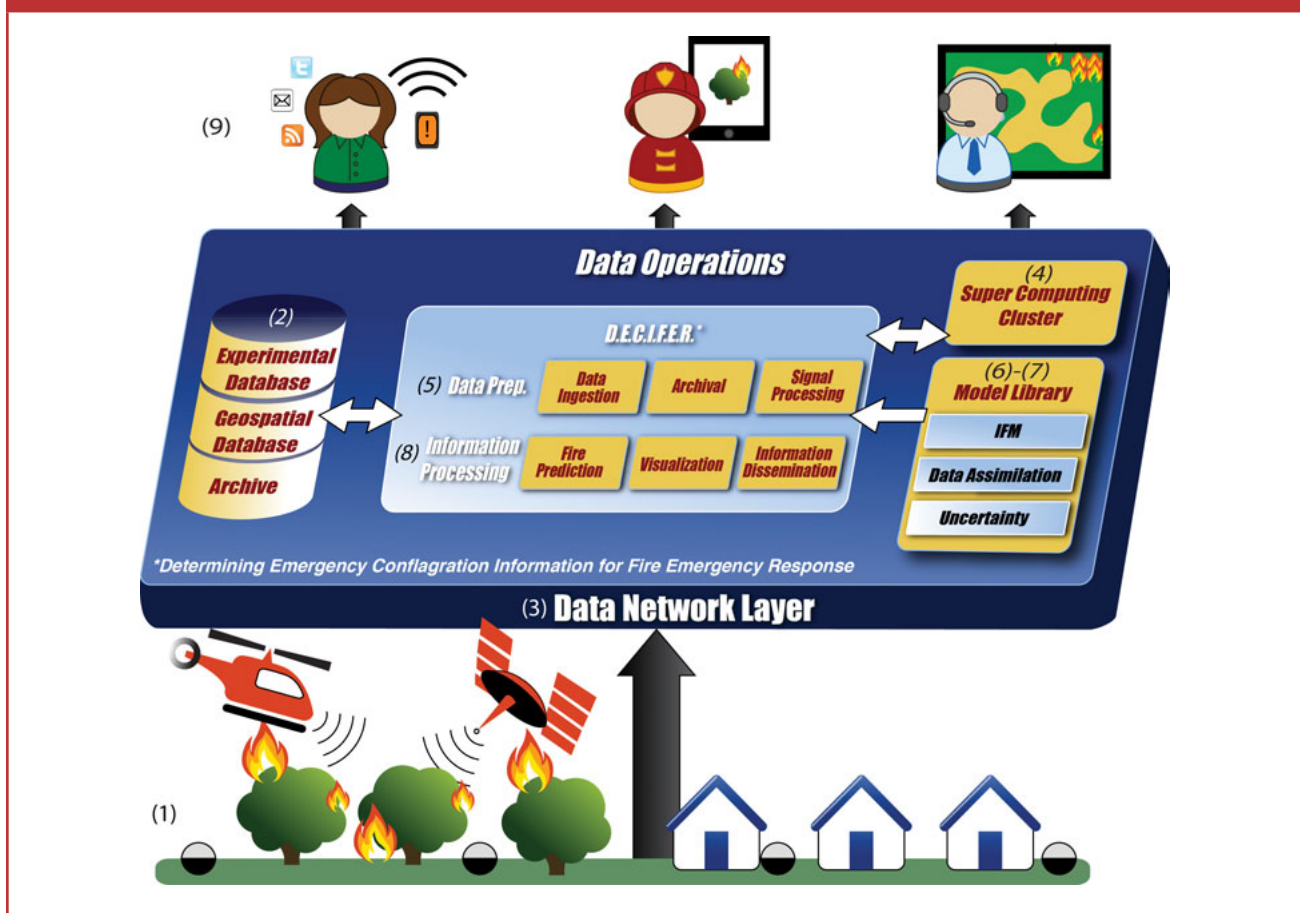 (9)
t
!
Data Operations
(2)
Experimental
Database
Geospatial
Database
Archive
D.E.C.I.F.E.R.*
(5) Data Prep.
Data
Ingestion
Archival
Signal
Processing
(8) Information
Processing
Fire
Prediction
Visualization
Information
Dissemination
(4)
Super Computing
Cluster
(6)-(7)
Model Library
IFM
Data Assimilation
Uncertainty
*Determining Emergency Conflagration Information for Fire Emergency Response
(3) Data Network Layer
(1)